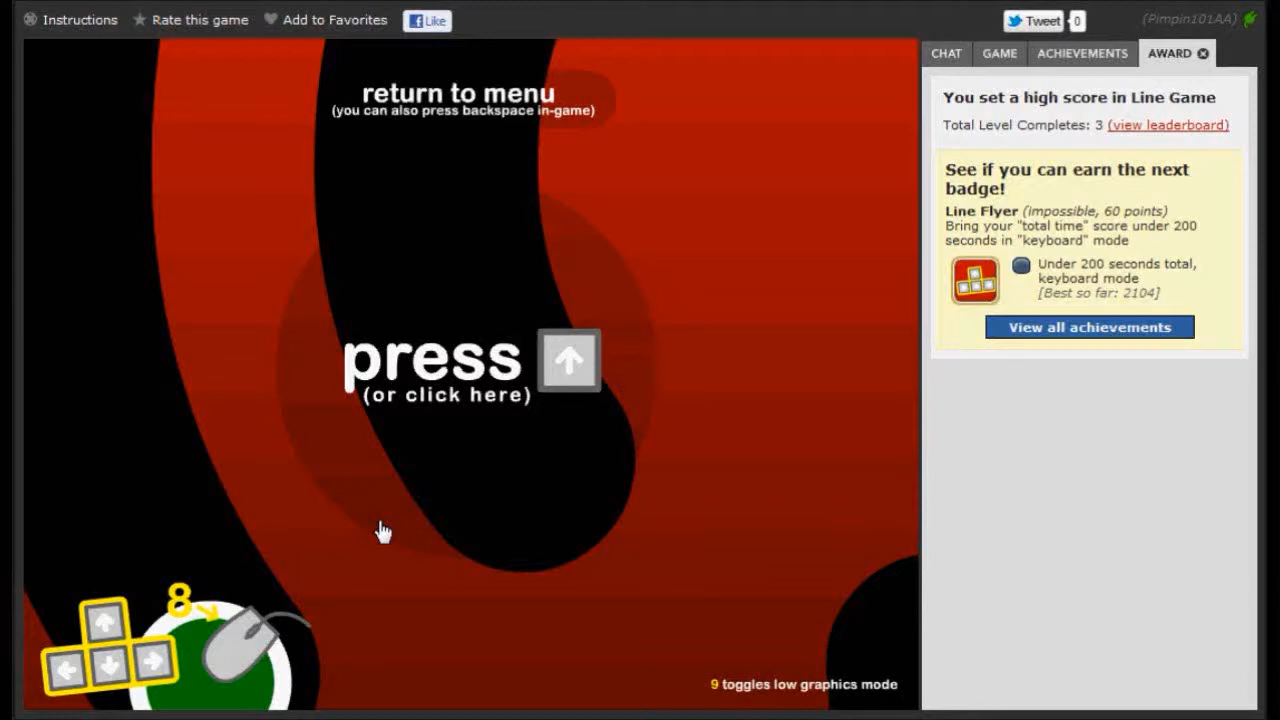 Instructions
Rate this game
Add to Favorites
Like
Tweet
0
(Pimpin101AA)
CHAT
GAME
ACHIEVEMENTS
AWARD
return to menu
(you can also press backspace in-game)
press
(or click here)
8
9 toggles low graphics mode
You set a high score in Line Game
Total Level Completes: 3 (view leaderboard)
See if you can earn the next
badge!
Line Flyer (impossible, 60 points)
Bring your "total time" score under 200
seconds in "keyboard" mode
Under 200 seconds total,
keyboard mode
[Best so far: 2104]
View all achievements